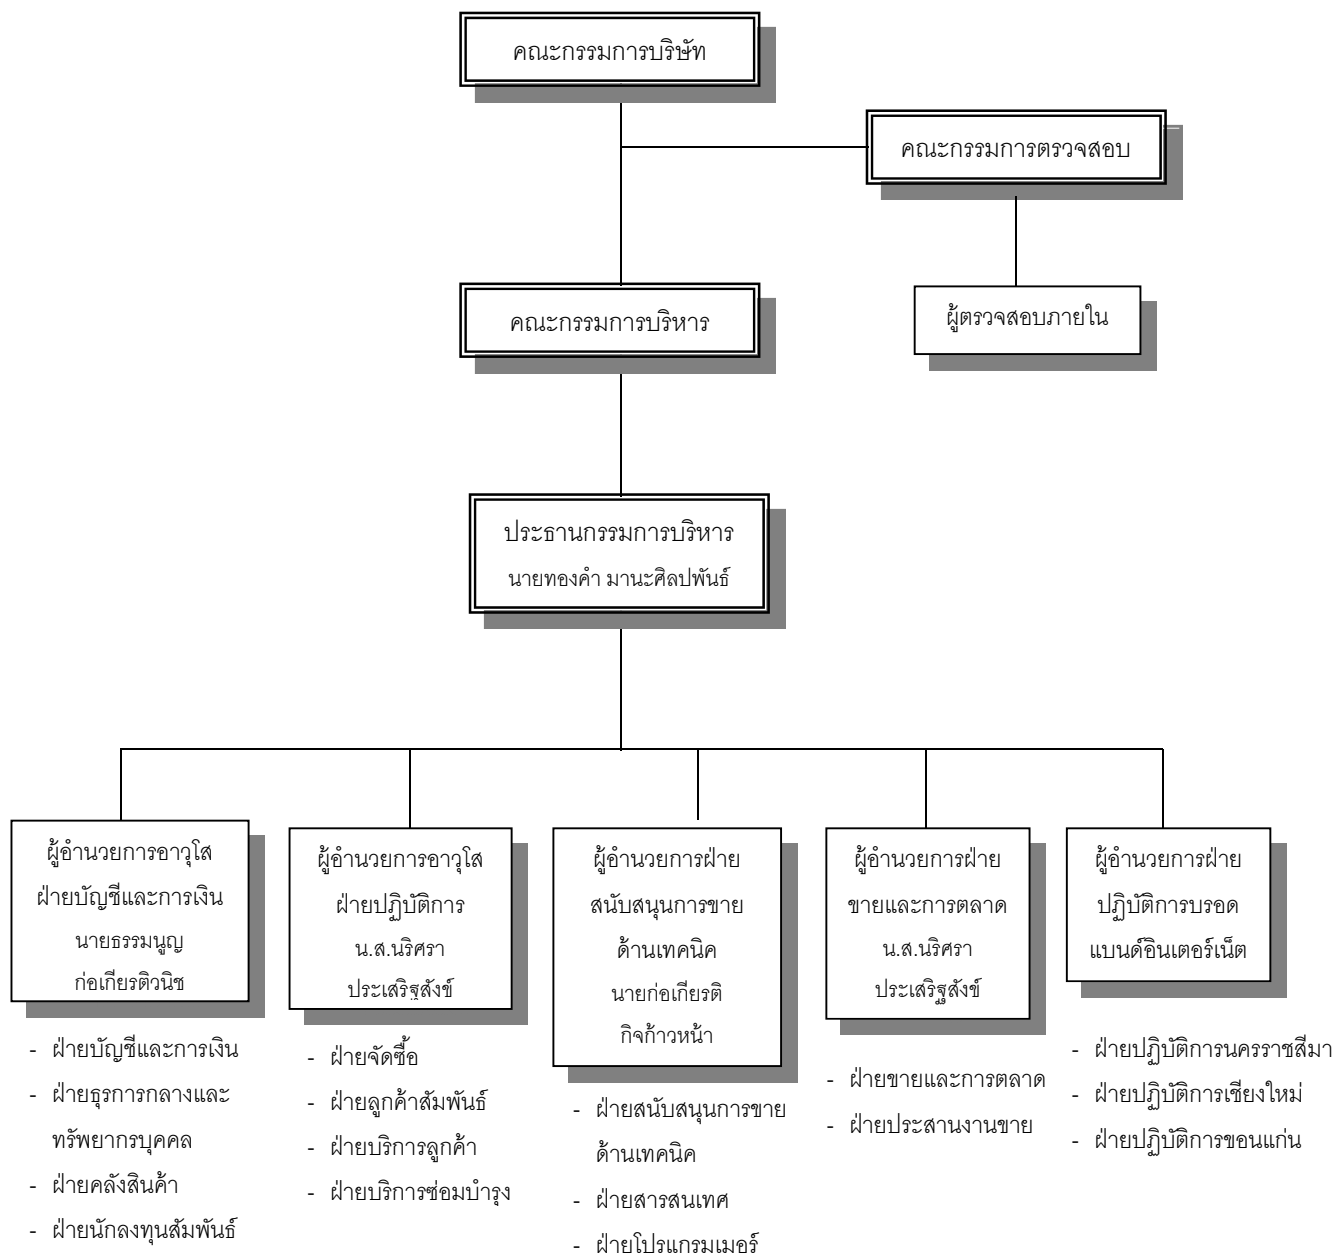 คณะกรรมการบริษัท
คณะกรรมการตรวจสอบ
คณะกรรมการบริหาร
ผู้ตรวจสอบภายใน
ประธานกรรมการบริหาร
นายทองคำ มานะศิลปพันธ์
ผู้อำนวยการอาวุโส
ฝ่ายบัญชีและการเงิน
นายธรรมนูญ
ก่อเกียรติวนิช
- ฝ่ายบัญชีและการเงิน
- ฝ่ายธุรการกลางและ
ทรัพยากรบุคคล
- ฝ่ายคลังสินค้า
- ฝ่ายนักลงทุนสัมพันธ์
ผู้อำนวยการอาวุโส
ฝ่ายปฏิบัติการ
น.ส.นริศรา
ประเสริฐสังข์
- ฝ่ายจัดซื้อ
- ฝ่ายลูกค้าสัมพันธ์
- ฝ่ายบริการลูกค้า
- ฝ่ายบริการซ่อมบำรุง
ผู้อำนวยการฝ่าย
สนับสนุนการขาย
ด้านเทคนิค
นายก่อเกียรติ
กิจก้าวหน้า
- ฝ่ายสนับสนุนการขาย
ด้านเทคนิค
- ฝ่ายสารสนเทศ
- ฝ่ายโปรแกรมเมอร์
ผู้อำนวยการฝ่าย
ขายและการตลาด
น.ส.นริศรา
ประเสริฐสังข์
- ฝ่ายขายและการตลาด
- ฝ่ายประสานงานขาย
ผู้อำนวยการฝ่าย
ปฏิบัติการบรอด
แบนด์อินเตอร์เน็ต
- ฝ่ายปฏิบัติการนครราชสีมา
- ฝ่ายปฏิบัติการเชียงใหม่
- ฝ่ายปฏิบัติการขอนแก่น